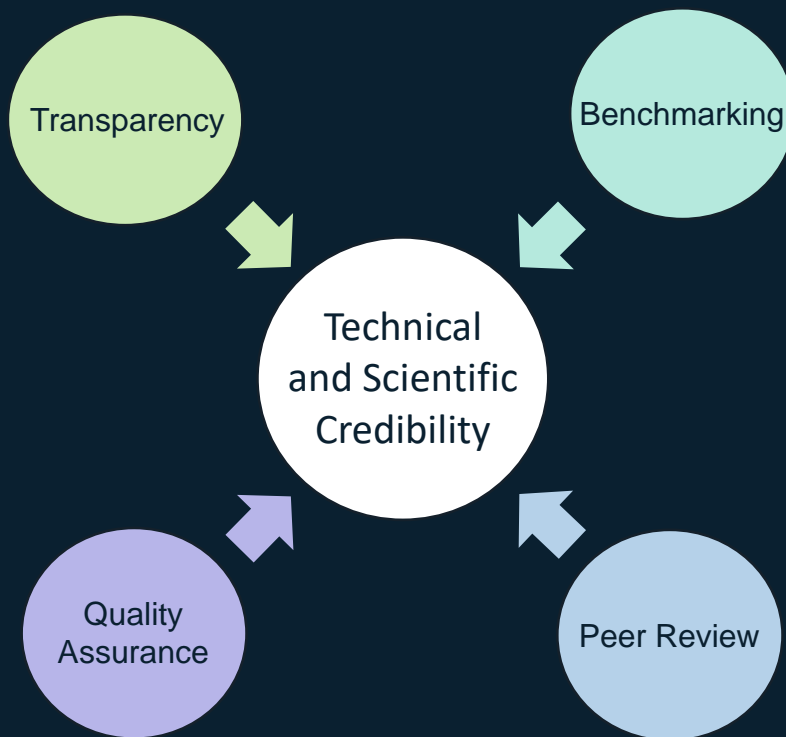 Transparency
Benchmarking
Technical
and Scientific
Credibility
Quality
Assurance
Peer Review